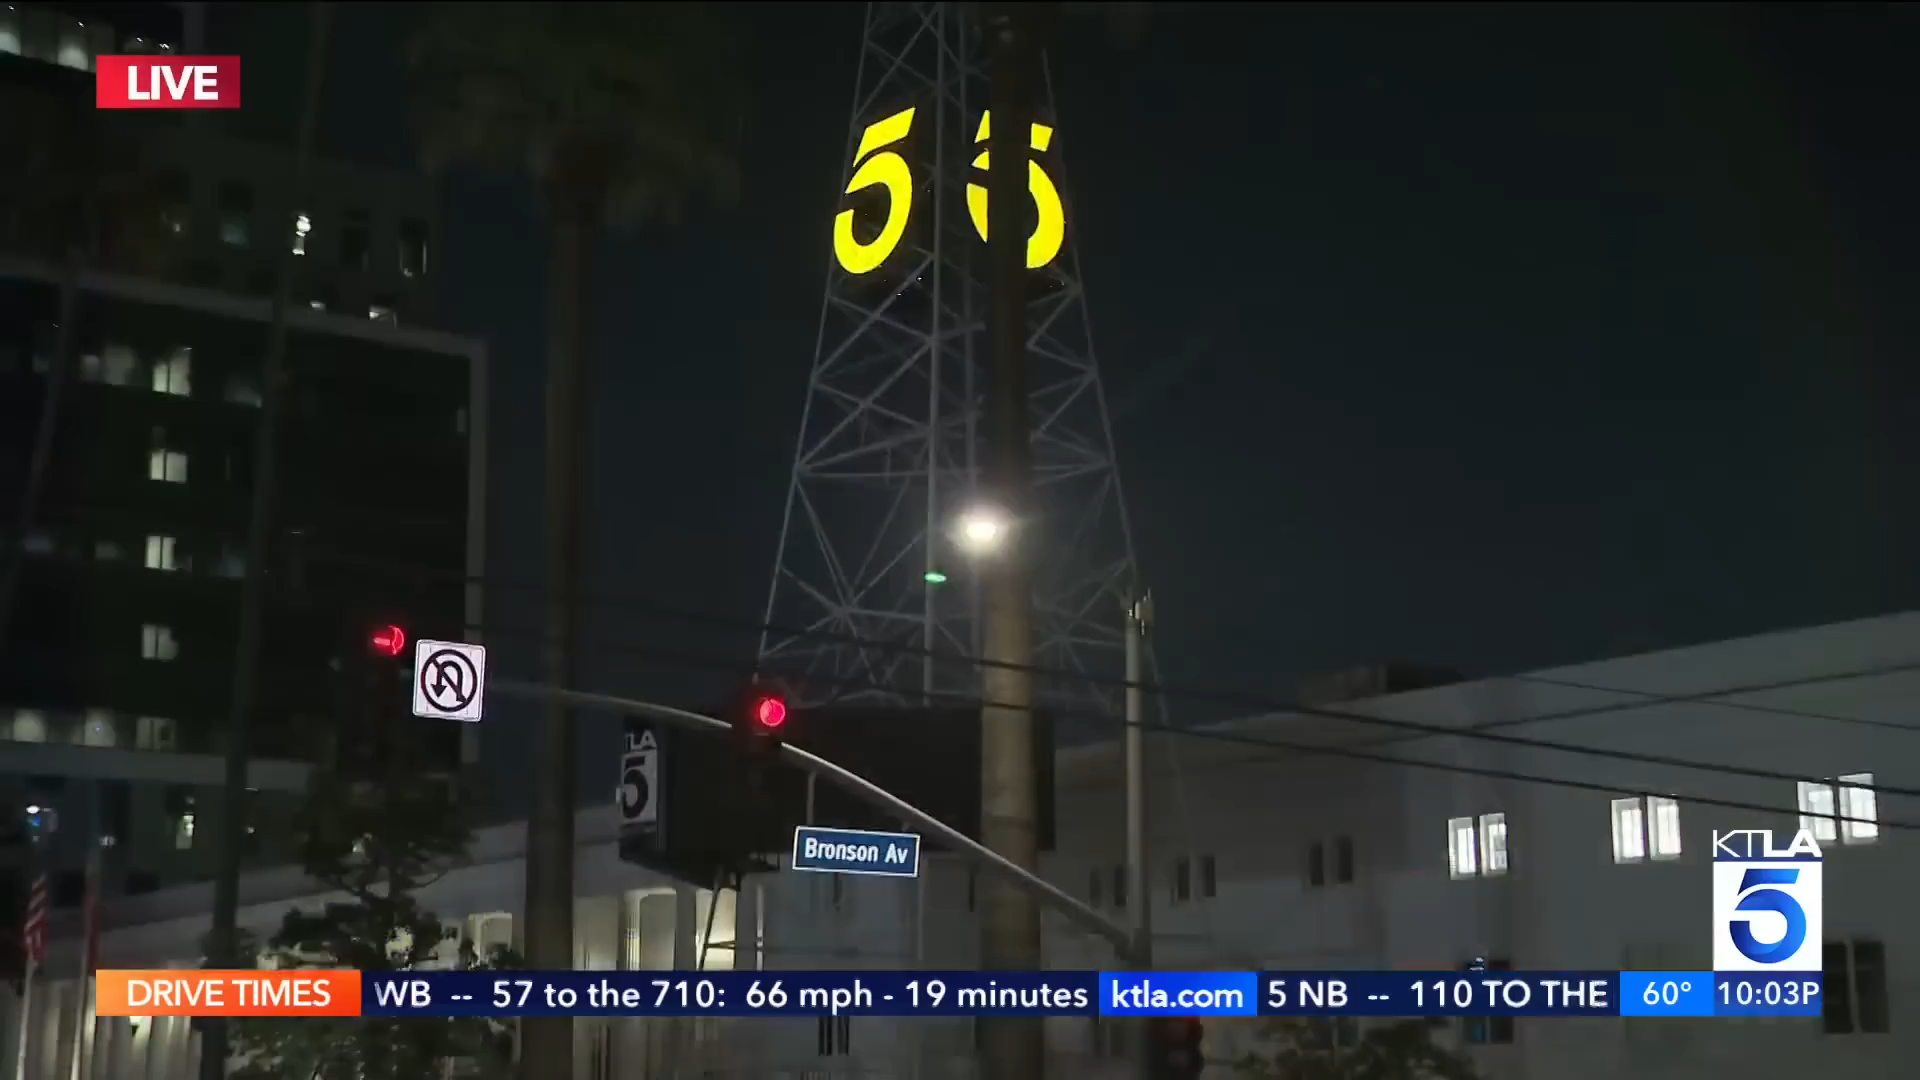 LIVE
5 5
KTLA
5
Bronson Av
KTLA
5
DRIVE TIMES WB -- 57 to the 710: 66 mph - 19 minutes ktla.com 5 NB -- 110 TO THE 60° 10:03P